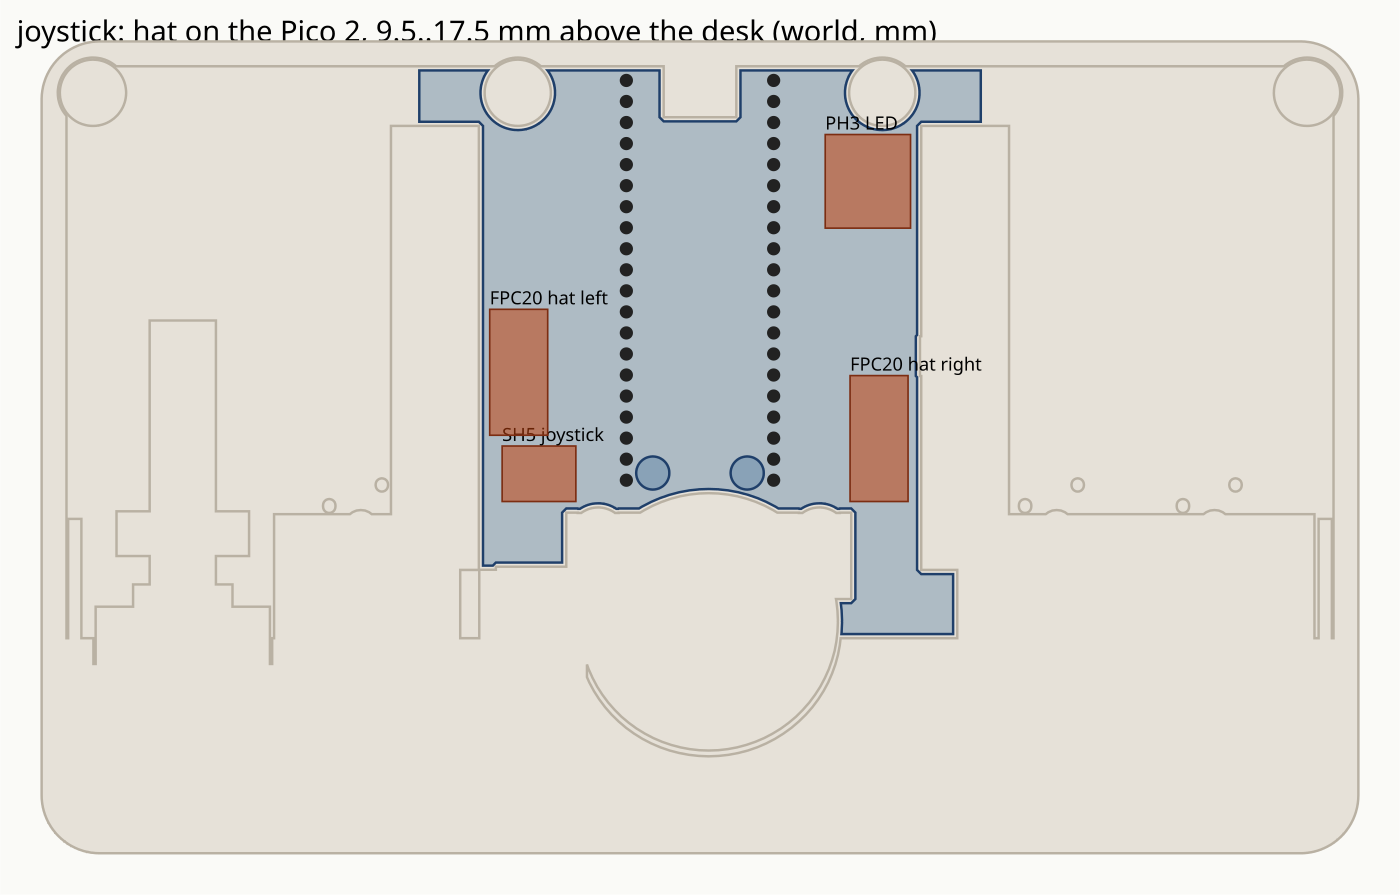 joystick: hat on the Pico 2, 9.5..17.5 mm above the desk (world, mm)
PH3 LED
FPC20 hat left
FPC20 hat right
SH5 joystick